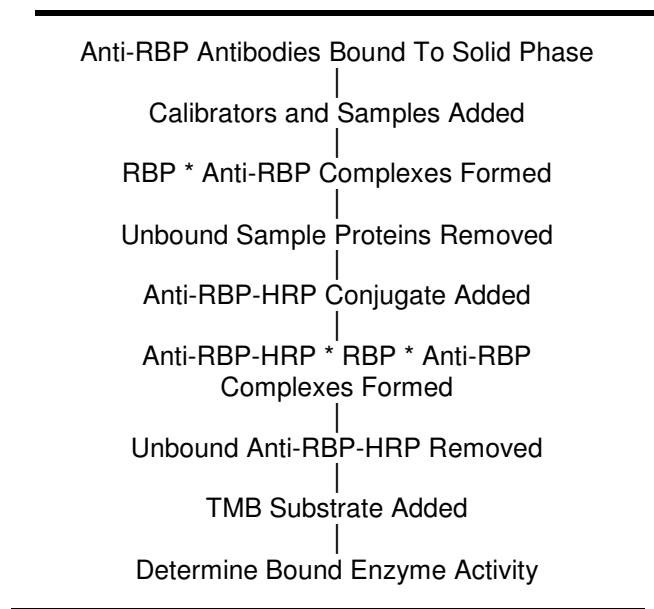 Anti-RBP Antibodies Bound To Solid Phase
Calibrators and Samples Added
RBP * Anti-RBP Complexes Formed
Unbound Sample Proteins Removed
Anti-RBP-HRP Conjugate Added
Anti-RBP-HRP * RBP * Anti-RBP
Complexes Formed
Unbound Anti-RBP-HRP Removed
TMB Substrate Added
Determine Bound Enzyme Activity